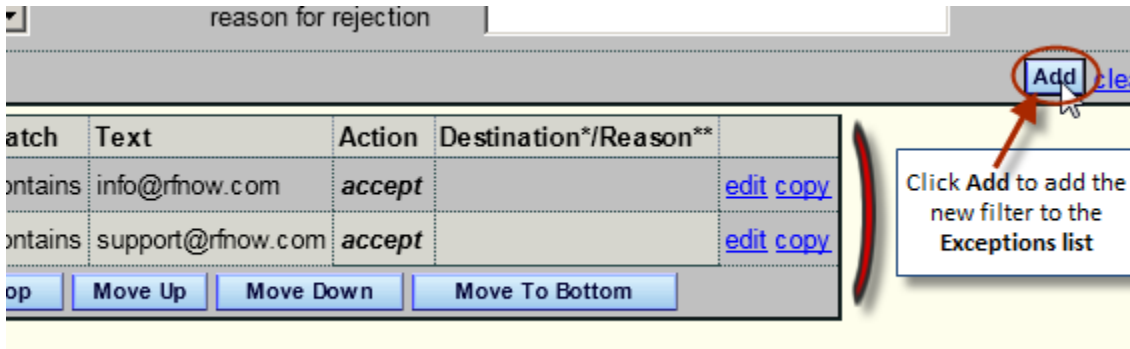 reason for rejection
Add
Text Action Destination*/Reason**
info@rfnow.com accept edit copy
support@rfnow.com accept edit copy
Move Up Move Down Move To Bottom
Click Add to add the
new filter to the
Exceptions list